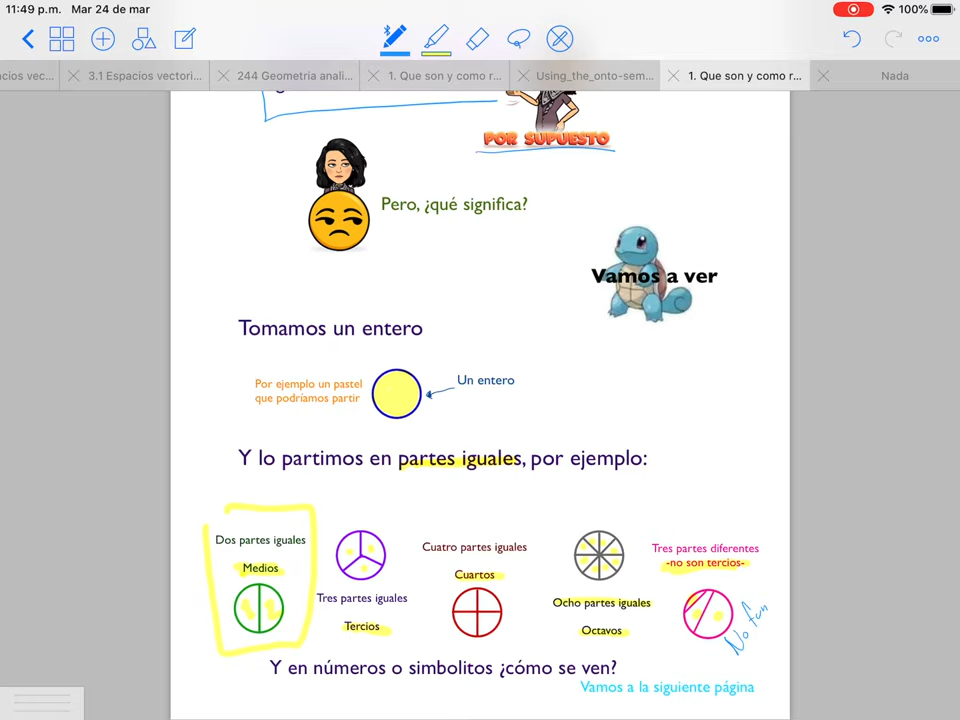 11:49 p.m. Mar 24 de mar
100%
acios vec...
3.1 Espacios vectori...
244 Geometria anali...
1. Que son y como r...
Using_the_onto-sem...
1. Que son y como r...
Nada
POR SUPUESTO
Pero, ¿qué significa?
Vamos a ver
Tomamos un entero
Por ejemplo un pastel
que podríamos partir
Un entero
Y lo partimos en partes iguales, por ejemplo:
Dos partes iguales
Medios
Tres partes iguales
Tercios
Cuatro partes iguales
Cuartos
Ocho partes iguales
Octavos
Tres partes diferentes
-no son tercios-
No fun
Y en números o simbolitos ¿cómo se ven?
Vamos a la siguiente página